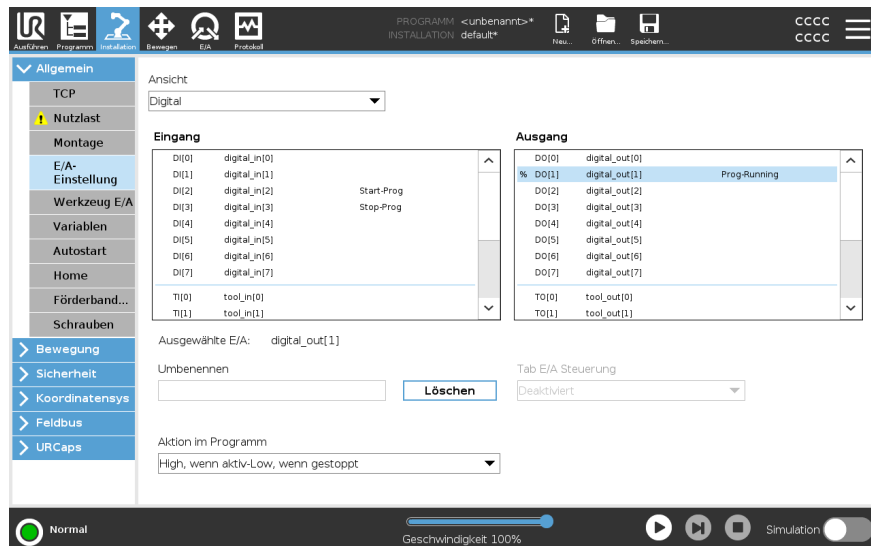 UR
PROGRAMM <unbenannt>*
INSTALLATION default*
Ausführen Programm Installation Bewegen E/A Protokoll
Neu... Öffnen... Speichern...
CCCC
CCCC
Allgemein
TCP
Nutzlast
Montage
E/A-
Einstellung
Werkzeug E/A
Variablen
Autostart
Home
Förderband...
Schrauben
Bewegung
Sicherheit
Koordinatensys
Feldbus
URCaps
Ansicht
Digital
Eingang
DI[0] digital_in[0]
DI[1] digital_in[1]
DI[2] digital_in[2] Start-Prog
DI[3] digital_in[3] Stop-Prog
DI[4] digital_in[4]
DI[5] digital_in[5]
DI[6] digital_in[6]
DI[7] digital_in[7]
TI[0] tool_in[0]
TI[1] tool_in[1]
Ausgang
DO[0] digital_out[0]
% DO[1] digital_out[1] Prog-Running
DO[2] digital_out[2]
DO[3] digital_out[3]
DO[4] digital_out[4]
DO[5] digital_out[5]
DO[6] digital_out[6]
DO[7] digital_out[7]
TO[0] tool_out[0]
TO[1] tool_out[1]
Ausgewählte E/A: digital_out[1]
Umbenennen
Löschen
Tab E/A Steuerung
Deaktiviert
Aktion im Programm
High, wenn aktiv-Low, wenn gestoppt
Normal
Geschwindigkeit 100%
Simulation